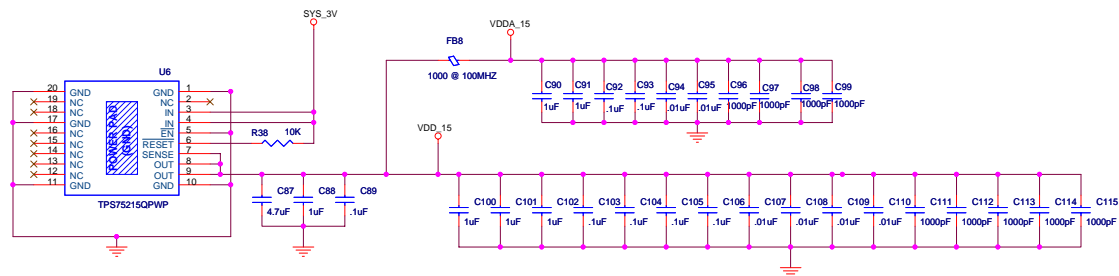 SYS_3V
VDDA_15
FB8
1000 @ 100MHZ
U6
20
GND
GND
1
19
NC
NC
2
18
NC
IN
3
17
GND
IN
4
16
NC
EN
5
15
NC
RESET
6
14
NC
SENSE
7
13
NC
OUT
8
12
NC
OUT
9
11
GND
GND
10
POWER PAD
(GND)
TPS75215QPWP
R38
10K
VDD_15
C90
1uF
C91
1uF
C92
.1uF
C93
.1uF
C94
.01uF
C95
.01uF
C96
1000pF
C97
1000pF
C98
1000pF
C99
1000pF
C87
4.7uF
C88
1uF
C89
.1uF
C100
1uF
C101
1uF
C102
.1uF
C103
.1uF
C104
.1uF
C105
.1uF
C106
.1uF
C107
.01uF
C108
.01uF
C109
.01uF
C110
.01uF
C111
1000pF
C112
1000pF
C113
1000pF
C114
1000pF
C115
1000pF